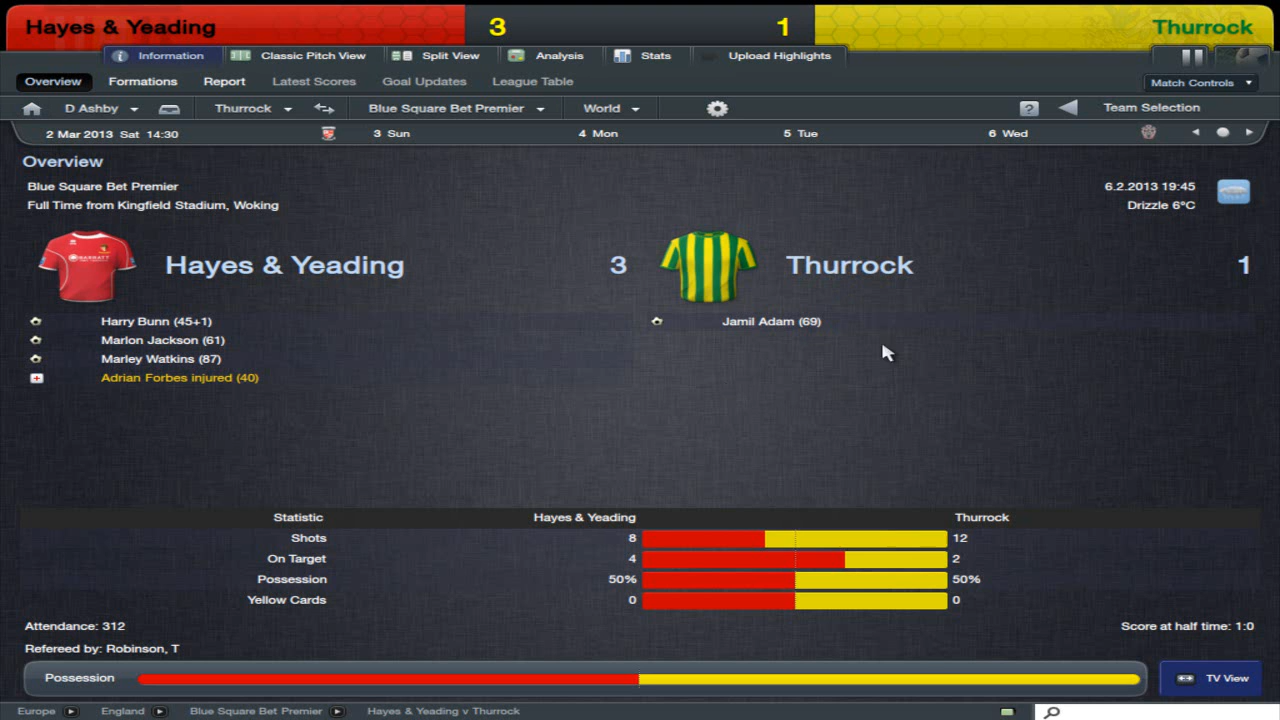 Hayes & Yeading 3 1 Thurrock
Information Classic Pitch View Split View Analysis Stats Upload Highlights
Overview Formations Report Latest Scores Goal Updates League Table Match Controls
D Ashby Thurrock Blue Square Bet Premier World ? Team Selection
2 Mar 2013 Sat 14:30 3 Sun 4 Mon 5 Tue 6 Wed
Overview
Blue Square Bet Premier 6.2.2013 19:45
Full Time from Kingfield Stadium, Woking Drizzle 6°C
Hayes & Yeading 3 Thurrock 1
Harry Bunn (45+1) Jamil Adam (69)
Marlon Jackson (61)
Marley Watkins (87)
Adrian Forbes injured (40)
Statistic Hayes & Yeading Thurrock
Shots 8 12
On Target 4 2
Possession 50% 50%
Yellow Cards 0 0
Attendance: 312 Score at half time: 1:0
Refereed by: Robinson, T
Possession TV View
Europe England Blue Square Bet Premier Hayes & Yeading v Thurrock